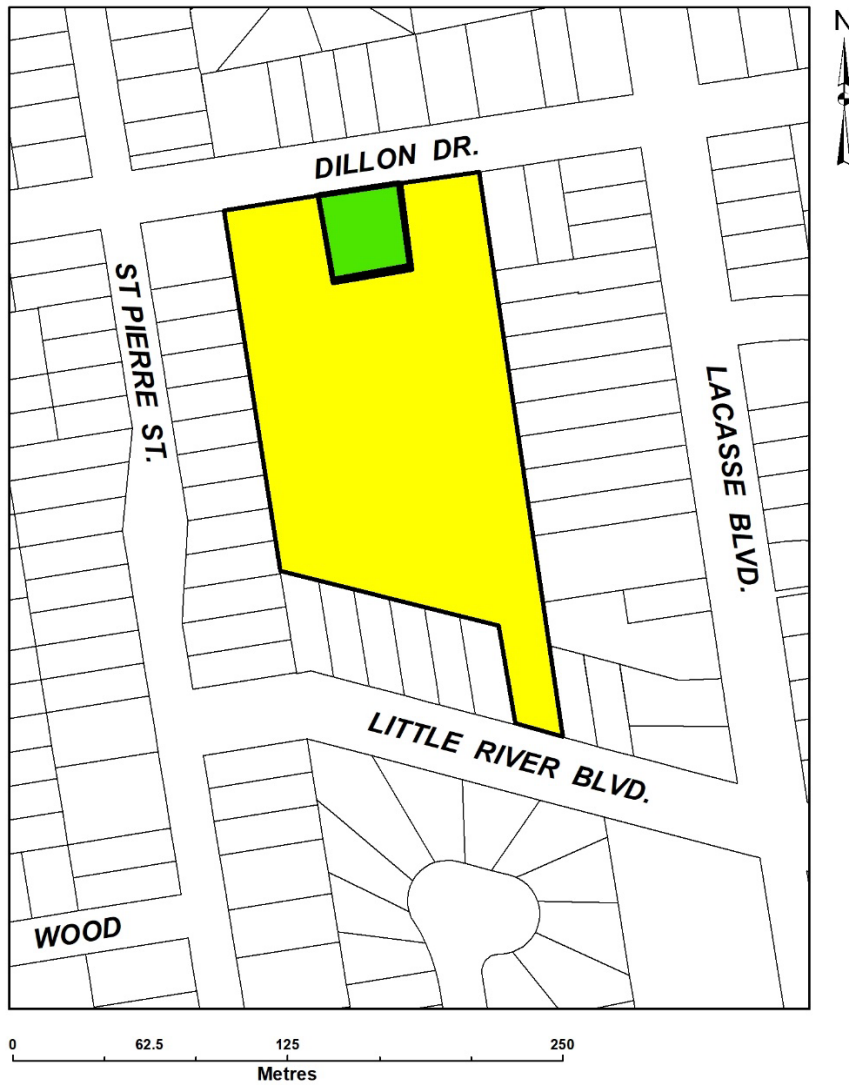 N
DILLON DR.
ST PIERRE ST.
LACASSE BLVD.
LITTLE RIVER BLVD.
WOOD
0 62.5 125 250
Metres